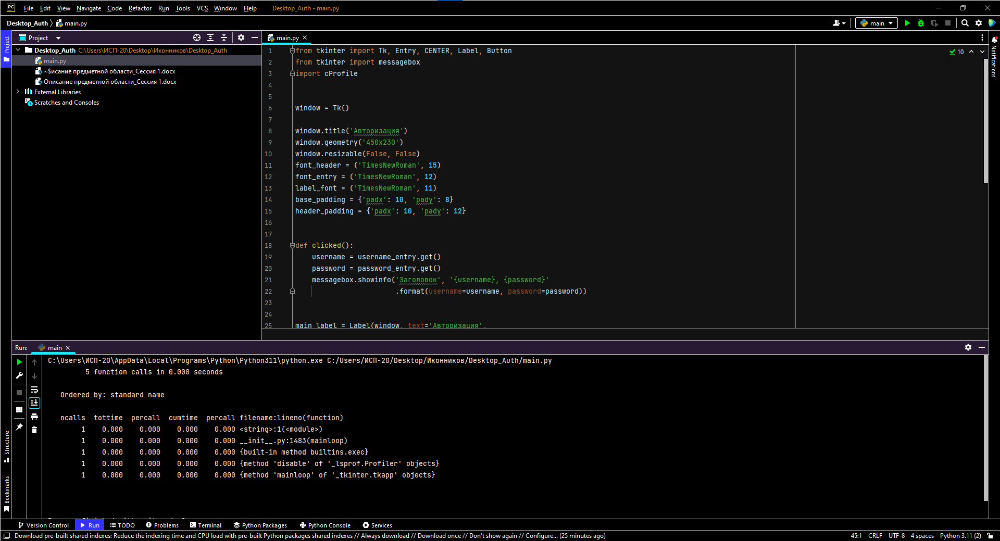 PC File Edit View Navigate Code Refactor Run Tools VCS Window Help Desktop_Auth - main.py
Desktop_Auth main.py main
Project
Project
main.py
Desktop_Auth C:\Users\ИСП-20\Desktop\Иконников\Desktop_Auth
main.py
~$исание предметной области_Сессия 1.docx
Описание предметной области_Сессия 1.docx
External Libraries
Scratches and Consoles
10
Notifications
1 from tkinter import Tk, Entry, CENTER, Label, Button
2 from tkinter import messagebox
3 import cProfile
4
5
6 window = Tk()
7
8 window.title('Авторизация')
9 window.geometry('450x230')
10 window.resizable(False, False)
11 font_header = ('TimesNewRoman', 15)
12 font_entry = ('TimesNewRoman', 12)
13 label_font = ('TimesNewRoman', 11)
14 base_padding = {'padx': 10, 'pady': 8}
15 header_padding = {'padx': 10, 'pady': 12}
16
17
18 def clicked():
19 username = username_entry.get()
20 password = password_entry.get()
21 messagebox.showinfo('Заголовок', '{username}, {password}'
22 .format(username=username, password=password))
23
24
25 main_label = Label(window, text='Авторизация',
Run: main
C:\Users\ИСП-20\AppData\Local\Programs\Python\Python311\python.exe C:/Users/ИСП-20/Desktop/Иконников/Desktop_Auth/main.py
5 function calls in 0.000 seconds
Ordered by: standard name
ncalls tottime percall cumtime percall filename:lineno(function)
1 0.000 0.000 0.000 0.000 <string>:1(<module>)
1 0.000 0.000 0.000 0.000 __init__.py:1483(mainloop)
1 0.000 0.000 0.000 0.000 {built-in method builtins.exec}
1 0.000 0.000 0.000 0.000 {method 'disable' of '_lsprof.Profiler' objects}
1 0.000 0.000 0.000 0.000 {method 'mainloop' of '_tkinter.tkapp' objects}
Structure
Bookmarks
Version Control Run TODO Problems Terminal Python Packages Python Console Services
Download pre-built shared indexes: Reduce the indexing time and CPU load with pre-built Python packages shared indexes // Always download // Download once // Don't show again // Configure... (25 minutes ago) 45:1 CRLF UTF-8 4 spaces Python 3.11 (2)